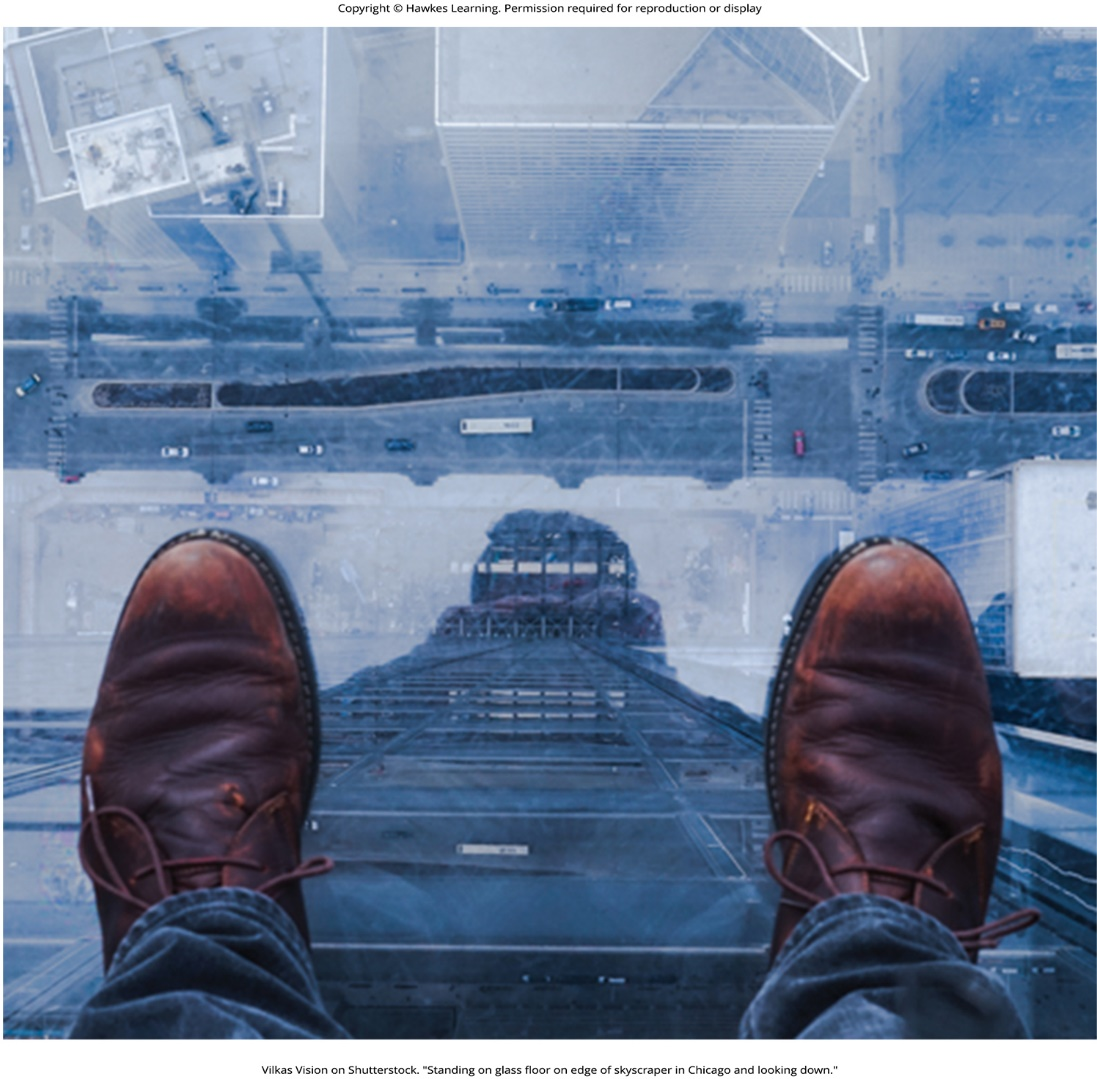 Copyright © Hawkes Learning. Permission required for reproduction or display
Vilkas Vision on Shutterstock. "Standing on glass floor on edge of skyscraper in Chicago and looking down."